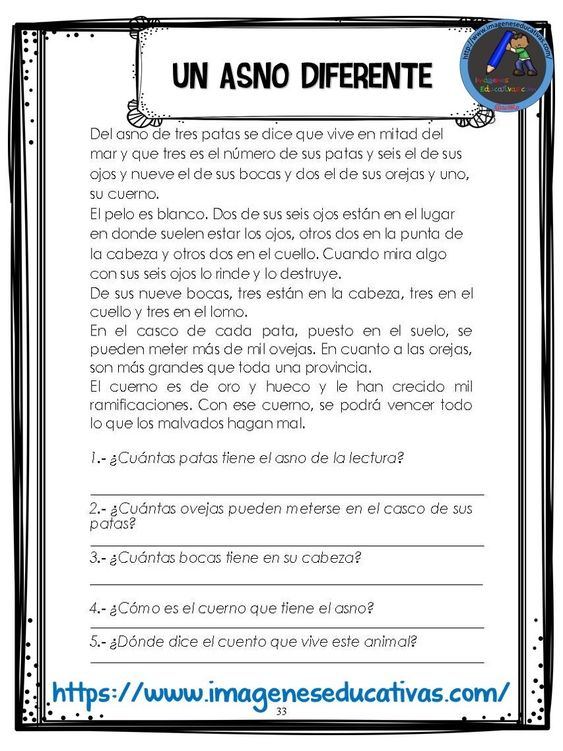 UN ASNO DIFERENTE
http://www.imageneseducativas.com/
Imágenes
Educativas.com
Del asno de tres patas se dice que vive en mitad del
mar y que tres es el número de sus patas y seis el de sus
ojos y nueve el de sus bocas y dos el de sus orejas y uno,
su cuerno.
El pelo es blanco. Dos de sus seis ojos están en el lugar
en donde suelen estar los ojos, otros dos en la punta de
la cabeza y otros dos en el cuello. Cuando mira algo
con sus seis ojos lo rinde y lo destruye.
De sus nueve bocas, tres están en la cabeza, tres en el
cuello y tres en el lomo.
En el casco de cada pata, puesto en el suelo, se
pueden meter más de mil ovejas. En cuanto a las orejas,
son más grandes que toda una provincia.
El cuerno es de oro y hueco y le han crecido mil
ramificaciones. Con ese cuerno, se podrá vencer todo
lo que los malvados hagan mal.
1.- ¿Cuántas patas tiene el asno de la lectura?
2.- ¿Cuántas ovejas pueden meterse en el casco de sus
patas?
3.- ¿Cuántas bocas tiene en su cabeza?
4.- ¿Cómo es el cuerno que tiene el asno?
5.- ¿Dónde dice el cuento que vive este animal?
https://www.imageneseducativas.com/
33